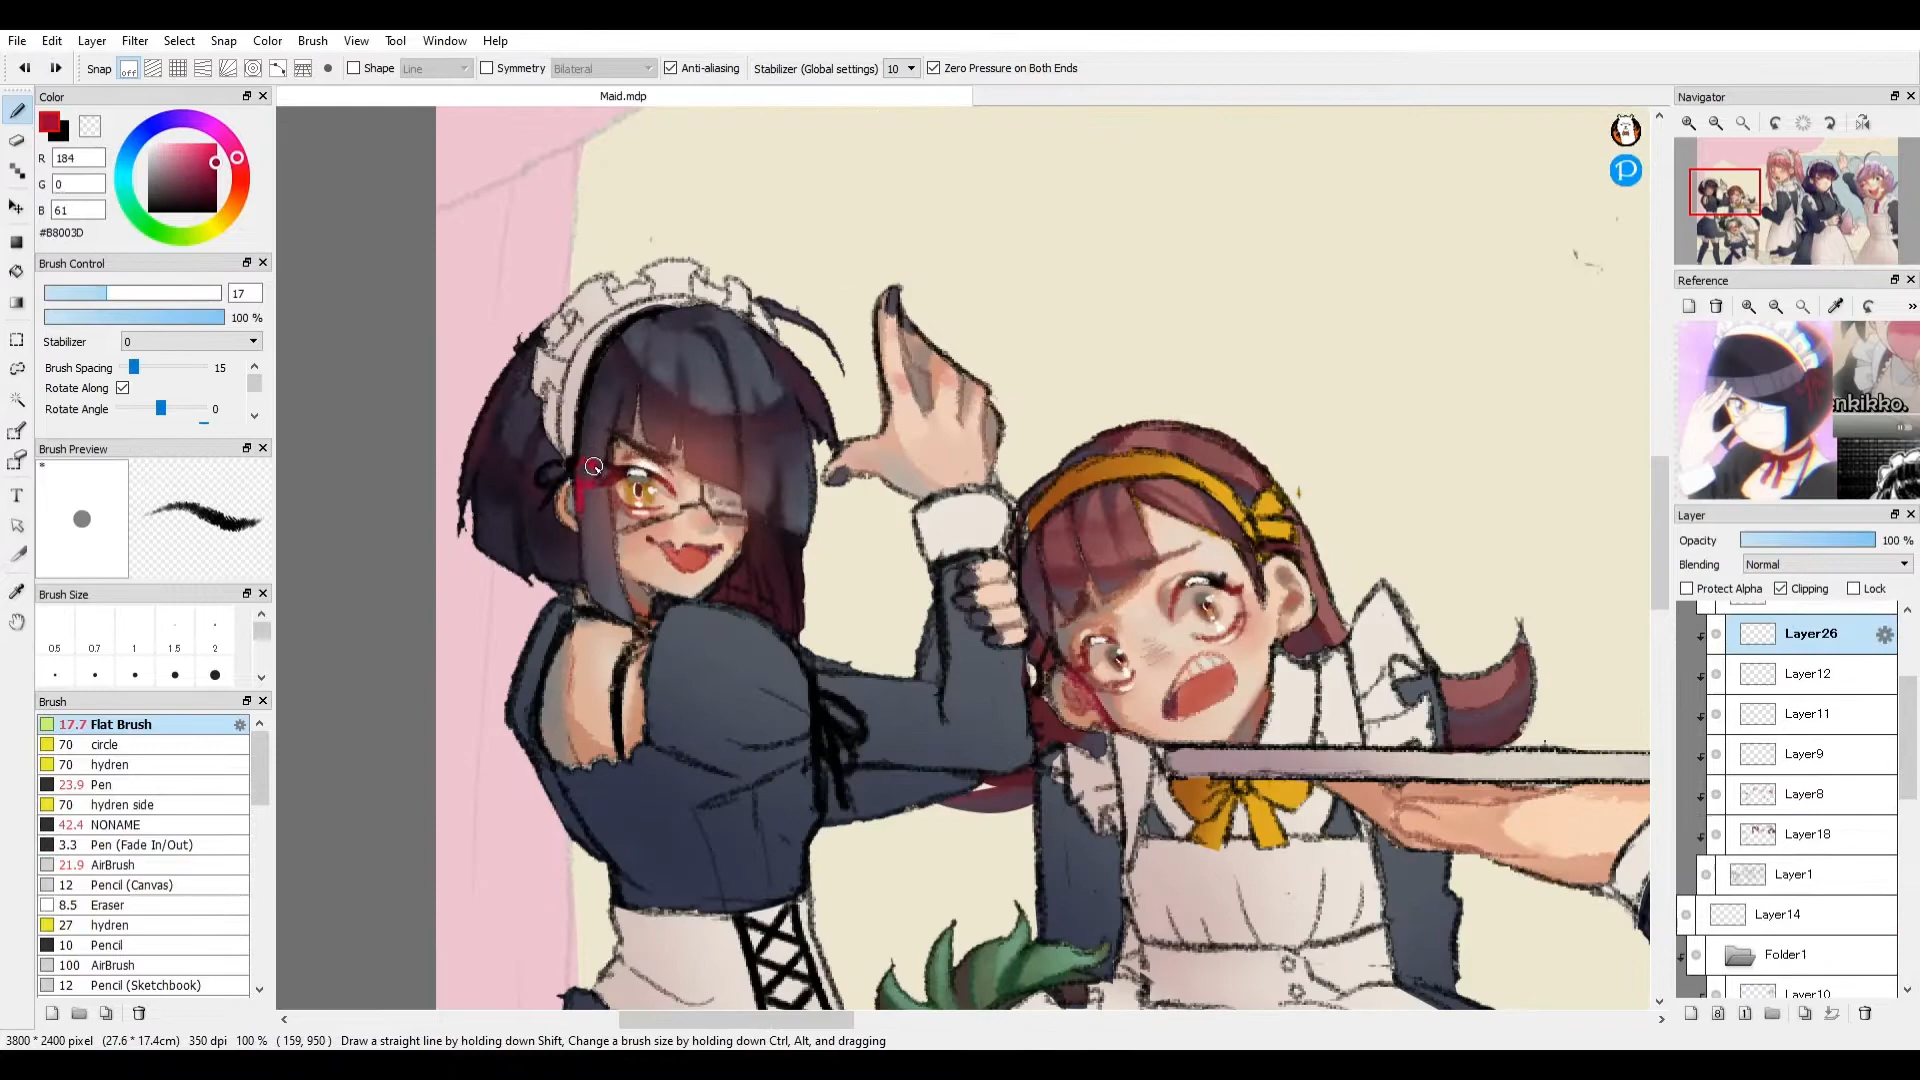 File Edit Layer Filter Select Snap Color Brush View Tool Window Help
Snap off Shape Line Symmetry Bilateral Anti-aliasing Stabilizer (Global settings) 10 Zero Pressure on Both Ends
Color
Maid.mdp
Navigator
R 184
G 0
B 61
#B8003D
Brush Control
17
100 %
Stabilizer 0
Brush Spacing 15
Rotate Along
Rotate Angle 0
Brush Preview
Brush Size
0.5 0.7 1 1.5 2
Brush
17.7 Flat Brush
70 circle
70 hydren
23.9 Pen
70 hydren side
42.4 NONAME
3.3 Pen (Fade In/Out)
21.9 AirBrush
12 Pencil (Canvas)
8.5 Eraser
27 hydren
10 Pencil
100 AirBrush
12 Pencil (Sketchbook)
Reference
enkikko.
Layer
Opacity 100 %
Blending Normal
Protect Alpha Clipping Lock
Layer26
Layer12
Layer11
Layer9
Layer8
Layer18
Layer1
Layer14
Folder1
Layer10
3800 * 2400 pixel (27.6 * 17.4cm) 350 dpi 100 % ( 159, 950 ) Draw a straight line by holding down Shift, Change a brush size by holding down Ctrl, Alt, and dragging